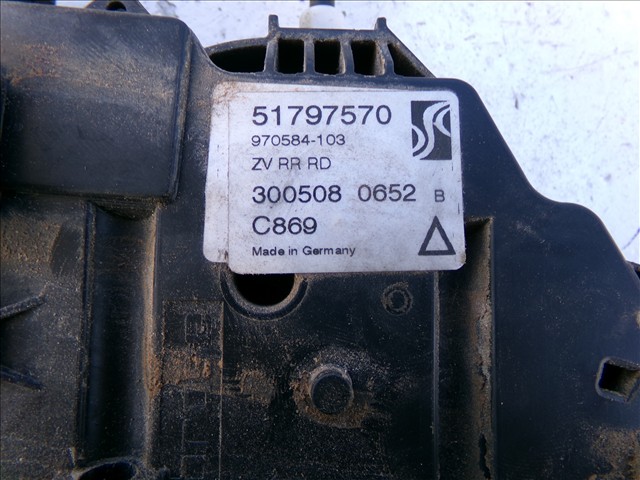 51797570
970584-103
ZV RR RD
300508 0652 B
C869
Made in Germany